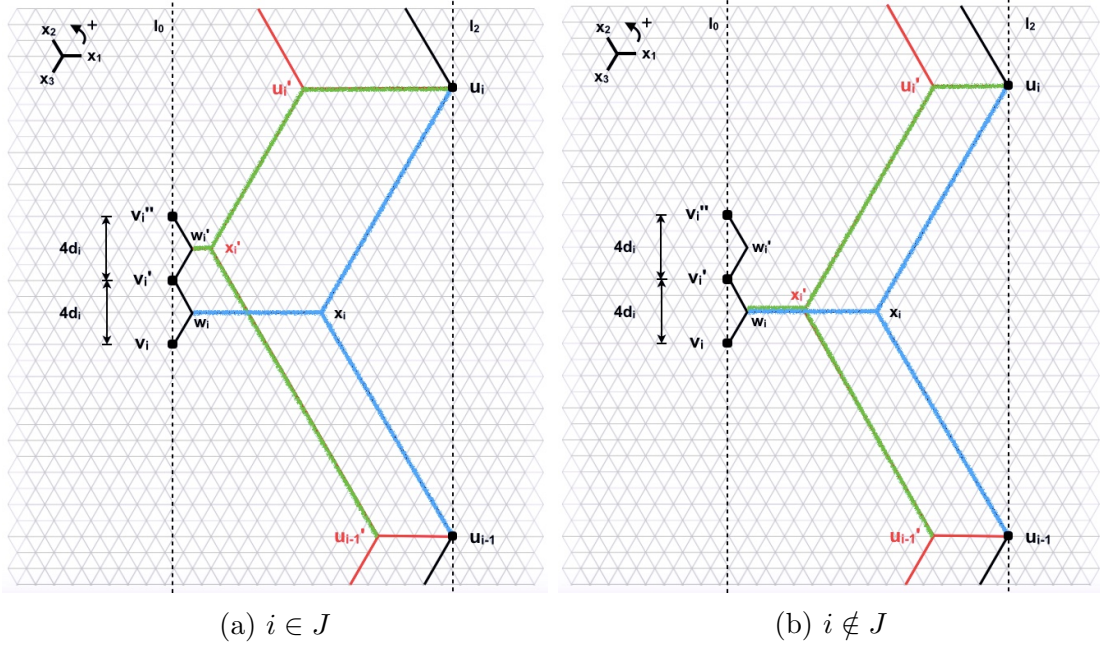 l₀ l₂
x₂ + x₁ x₃
uᵢ' uᵢ
vᵢ''
4dᵢ wᵢ' xᵢ'
vᵢ'
4dᵢ wᵢ xᵢ
vᵢ
uᵢ₋₁' uᵢ₋₁
(a) i ∈ J
l₀ l₂
x₂ + x₁ x₃
uᵢ' uᵢ
vᵢ''
4dᵢ wᵢ'
vᵢ' xᵢ'
4dᵢ wᵢ xᵢ
vᵢ
uᵢ₋₁' uᵢ₋₁
(b) i ∉ J